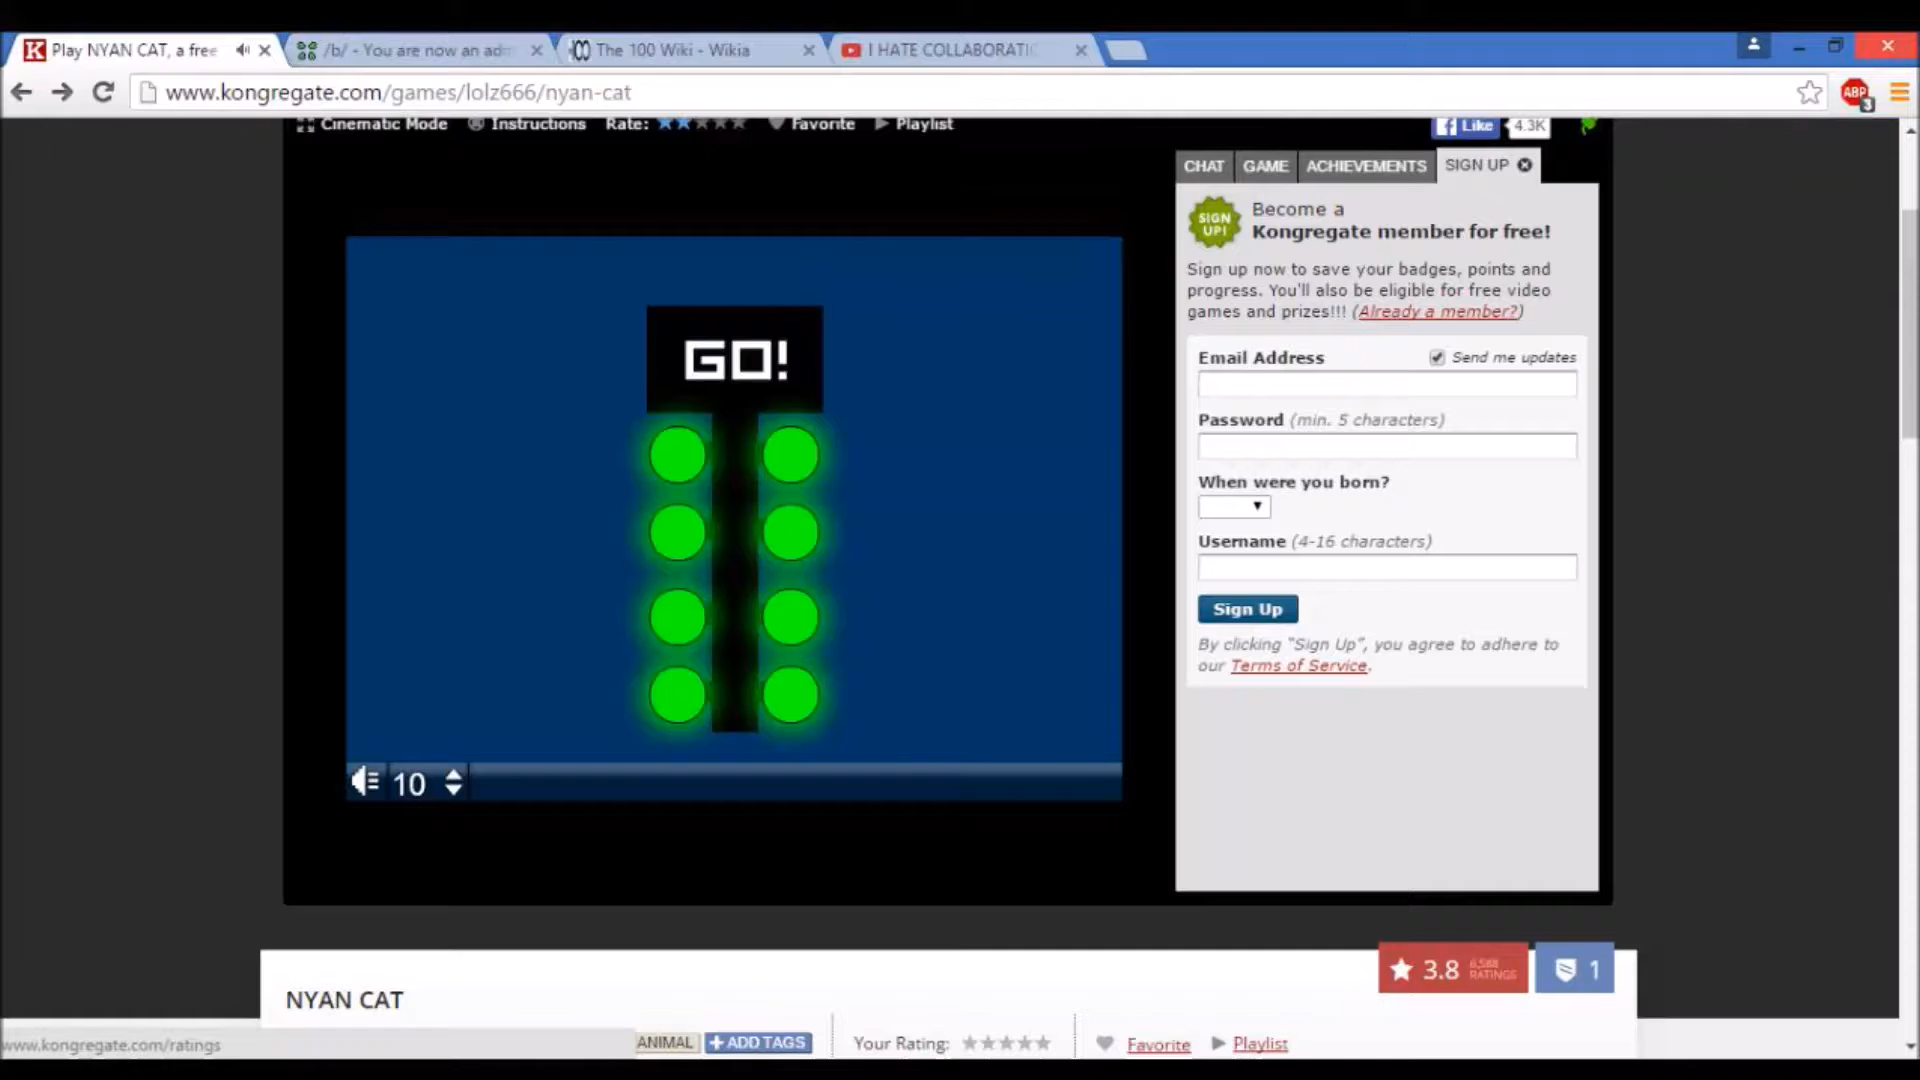 K Play NYAN CAT, a free
/b/ - You are now an adm
The 100 Wiki - Wikia
I HATE COLLABORATI
www.kongregate.com/games/lolz666/nyan-cat
ABP
3
Cinematic Mode
Instructions
Rate:
Favorite
Playlist
f Like
4.3K
CHAT
GAME
ACHIEVEMENTS
SIGN UP
SIGN
UP!
Become a
Kongregate member for free!
Sign up now to save your badges, points and
progress. You'll also be eligible for free video
games and prizes!!! (Already a member?)
Email Address
Send me updates
Password (min. 5 characters)
When were you born?
Username (4-16 characters)
Sign Up
By clicking "Sign Up", you agree to adhere to
our Terms of Service.
GO!
10
3.8
6,588
RATINGS
1
NYAN CAT
ANIMAL
+ ADD TAGS
Your Rating:
Favorite
Playlist
www.kongregate.com/ratings